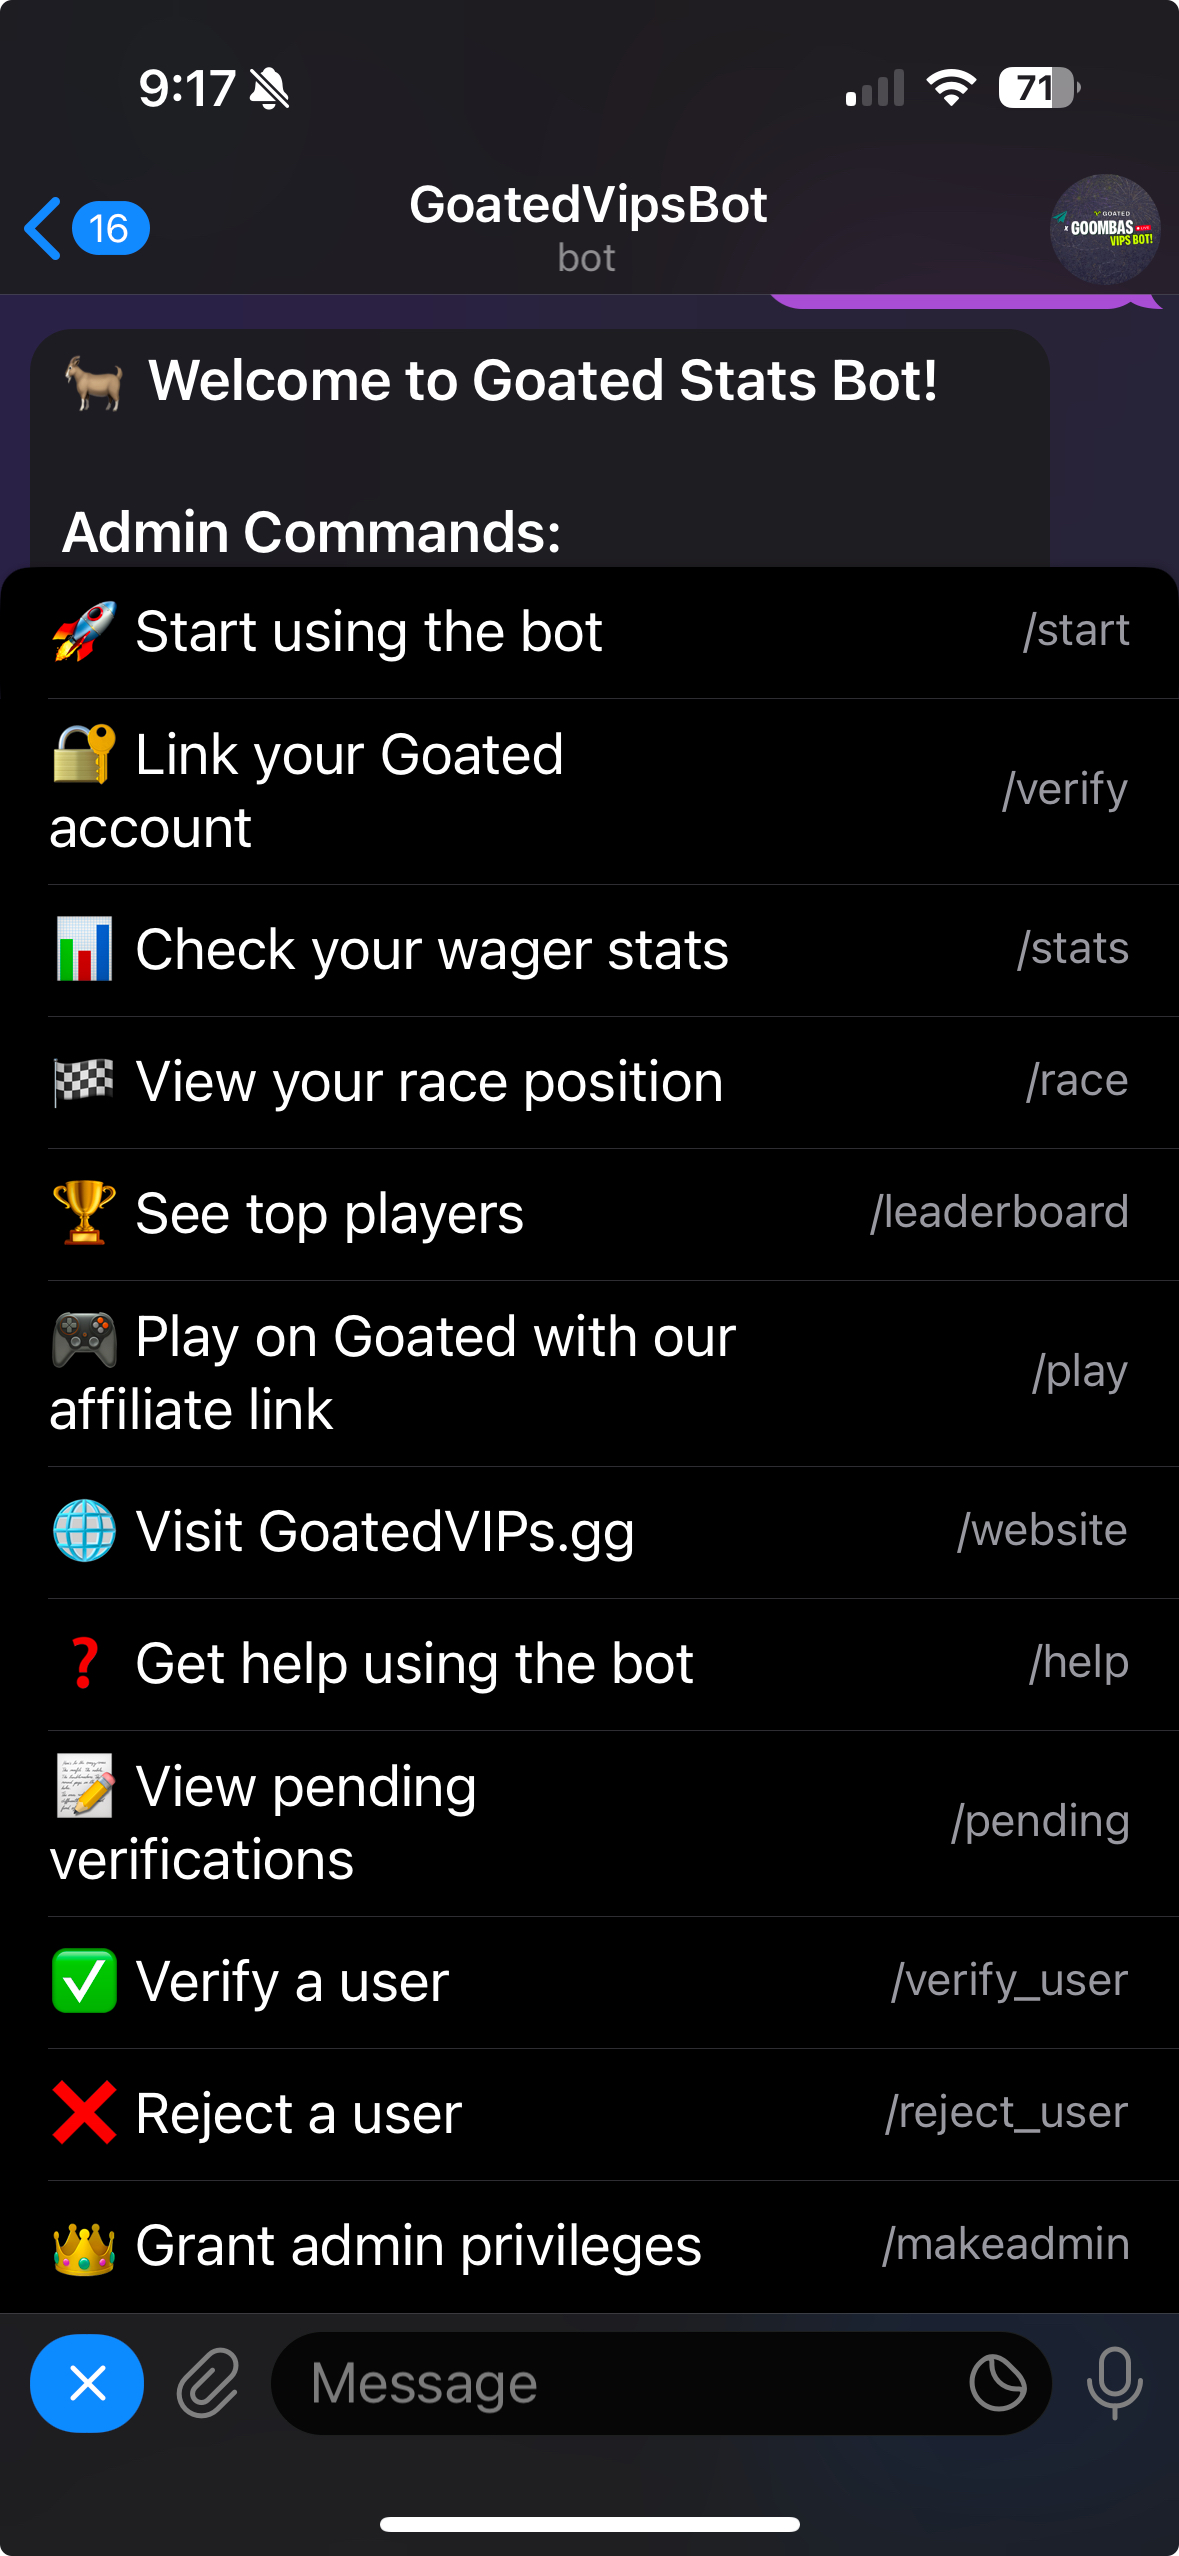 9:17
71
16
GoatedVipsBot
bot
GOATED
x GOOMBAS LIVE
VIPS BOT!
🐐 Welcome to Goated Stats Bot!
Admin Commands:
🚀 Start using the bot /start
🔐 Link your Goated
account /verify
📊 Check your wager stats /stats
🏁 View your race position /race
🏆 See top players /leaderboard
🎮 Play on Goated with our
affiliate link /play
🌐 Visit GoatedVIPs.gg /website
❓ Get help using the bot /help
📝 View pending
verifications /pending
✅ Verify a user /verify_user
❌ Reject a user /reject_user
👑 Grant admin privileges /makeadmin
Message